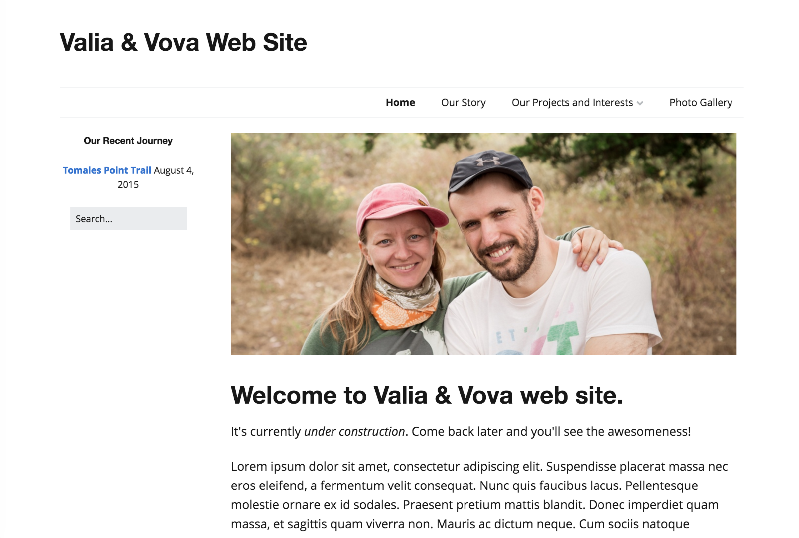 Valia & Vova Web Site
Home Our Story Our Projects and Interests Photo Gallery
Our Recent Journey
Tomales Point Trail August 4,
2015
Search...
Welcome to Valia & Vova web site.
It's currently under construction. Come back later and you'll see the awesomeness!
Lorem ipsum dolor sit amet, consectetur adipiscing elit. Suspendisse placerat massa nec
eros eleifend, a fermentum velit consequat. Nunc quis faucibus lacus. Pellentesque
molestie ornare ex id sodales. Praesent pretium mattis blandit. Donec imperdiet quam
massa, et sagittis quam viverra non. Mauris ac dictum neque. Cum sociis natoque